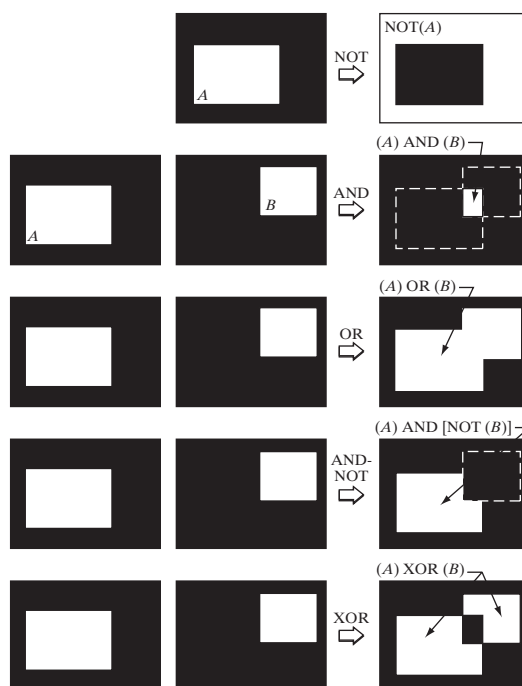 NOT
NOT(A)
A
(A) AND (B)
AND
A
B
(A) OR (B)
OR
(A) AND [NOT (B)]
AND-
NOT
(A) XOR (B)
XOR